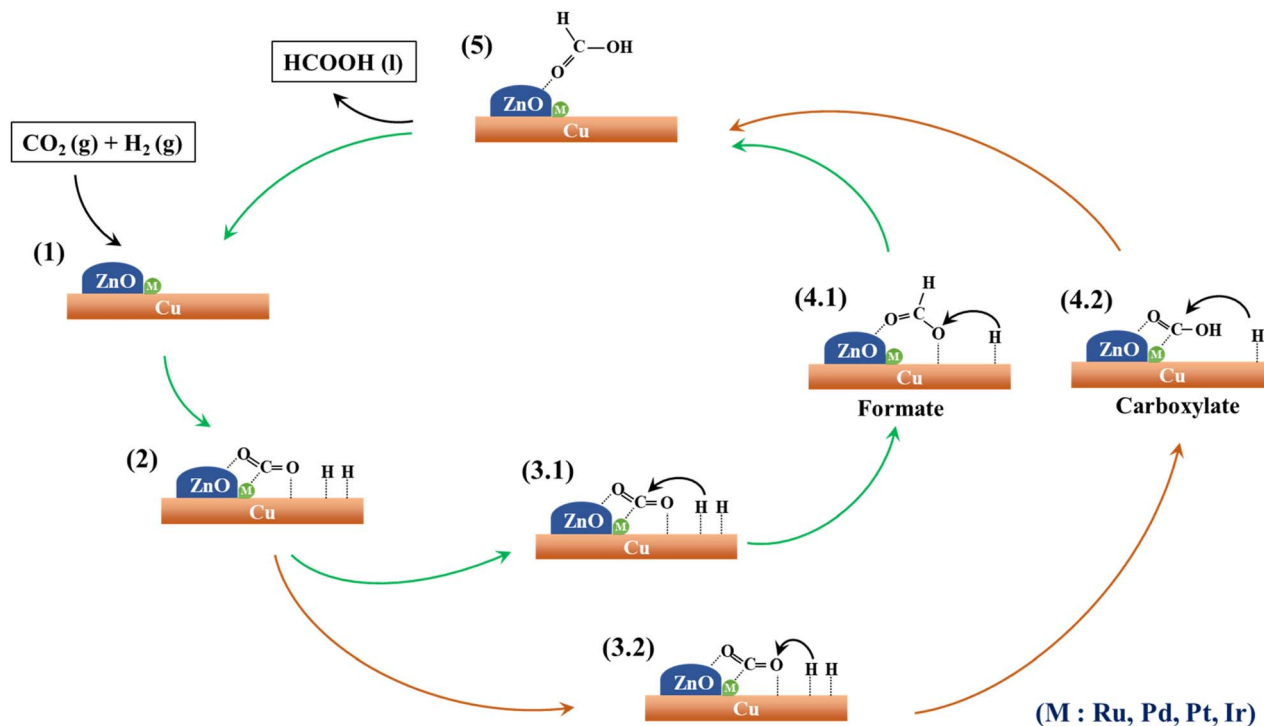 (5)
H
C
OH
O
ZnO
M
Cu
HCOOH (l)
CO₂ (g) + H₂ (g)
(1)
ZnO
M
Cu
(2)
O
C
O
H H
ZnO
M
Cu
(3.1)
O
C
O
H H
ZnO
M
Cu
(3.2)
O
C
O
H H
ZnO
M
Cu
(4.1)
H
O
C
O
H
ZnO
M
Cu
Formate
(4.2)
O
C
OH
H
ZnO
M
Cu
Carboxylate
(M : Ru, Pd, Pt, Ir)